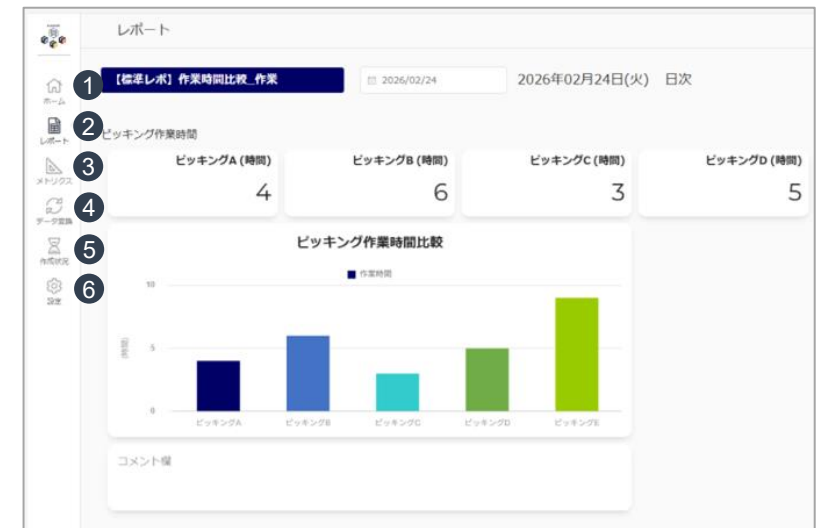 レポート
1
ホーム
2
レポート
3
メトリクス
4
データ変換
5
作成状況
6
設定
【標準レポ】作業時間比較_作業
2026/02/24
2026年02月24日(火) 日次
ピッキング作業時間
ピッキングA (時間)
4
ピッキングB (時間)
6
ピッキングC (時間)
3
ピッキングD (時間)
5
ピッキング作業時間比較
作業時間
10
(時間)
5
0
ピッキングA
ピッキングB
ピッキングC
ピッキングD
ピッキングE
コメント欄